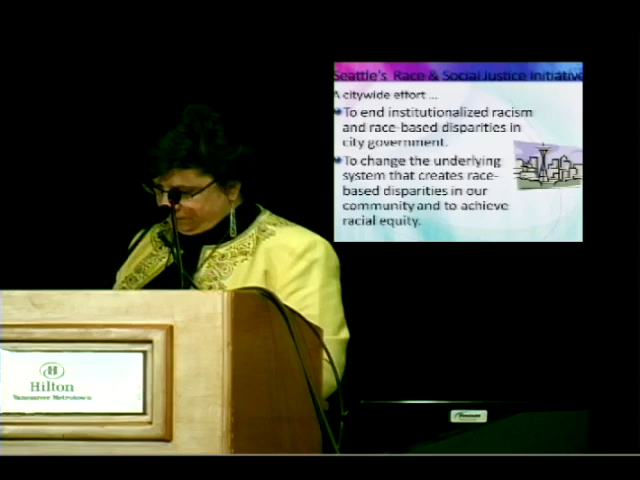 Seattle's Race & Social Justice Initiative
A citywide effort ...
To end institutionalized racism
and race-based disparities in
city government.
To change the underlying
system that creates race-
based disparities in our
community and to achieve
racial equity.
H
Hilton
Vancouver Metrotown